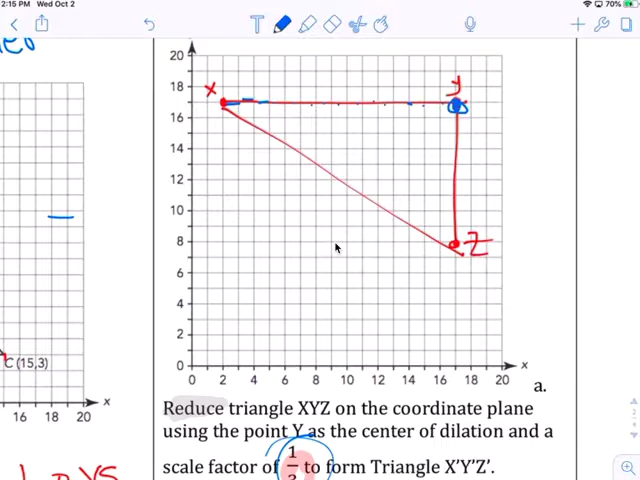 2:15 PM Wed Oct 2
70%
20
18
16
14
12
10
8
6
4
2
0
0 2 4 6 8 10 12 14 16 18 20
x
X
Y
Z
a.
Reduce triangle XYZ on the coordinate plane
using the point Y as the center of dilation and a
scale factor of 1/3 to form Triangle X'Y'Z'.
C (15,3)
16 18 20
x